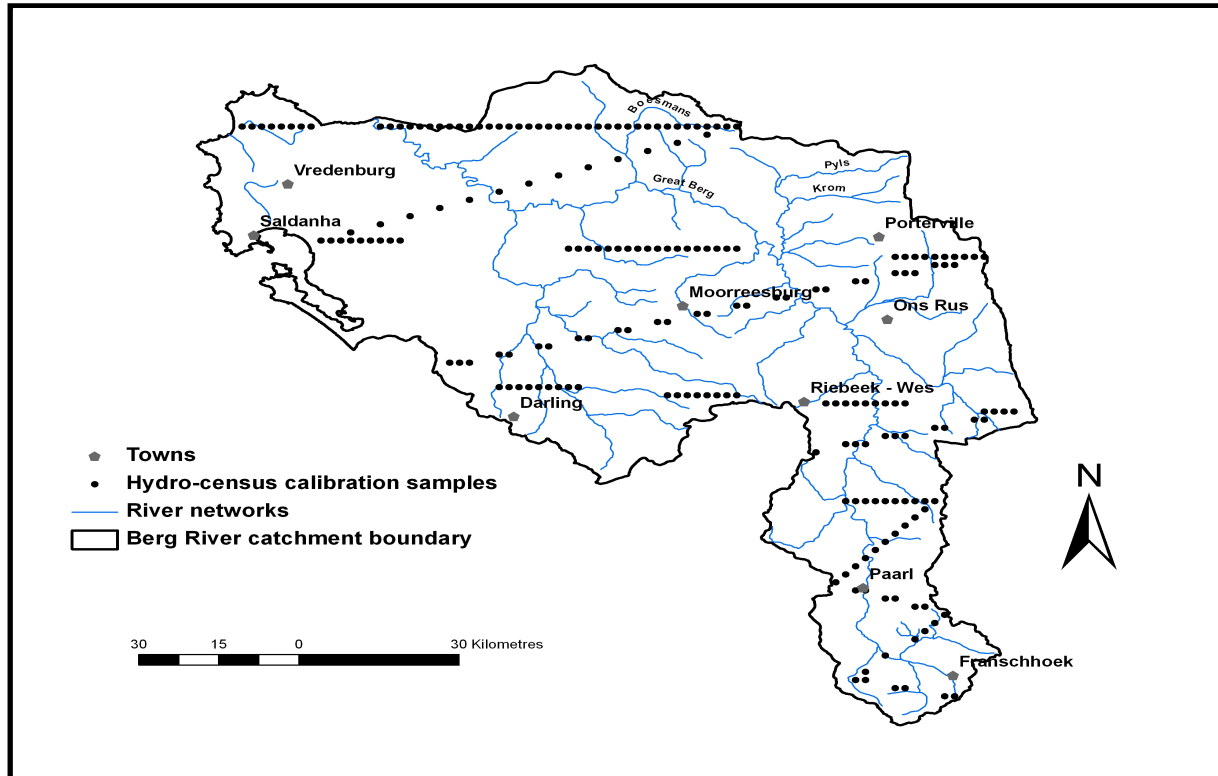 Boesmans
Pyls
Vredenburg
Great Berg
Krom
Saldanha
Porterville
Moorreesburg
Ons Rus
Riebeek - Wes
Darling
Towns
Hydro-census calibration samples
River networks
Berg River catchment boundary
N
Paarl
30 15 0 30 Kilometres
Franschhoek